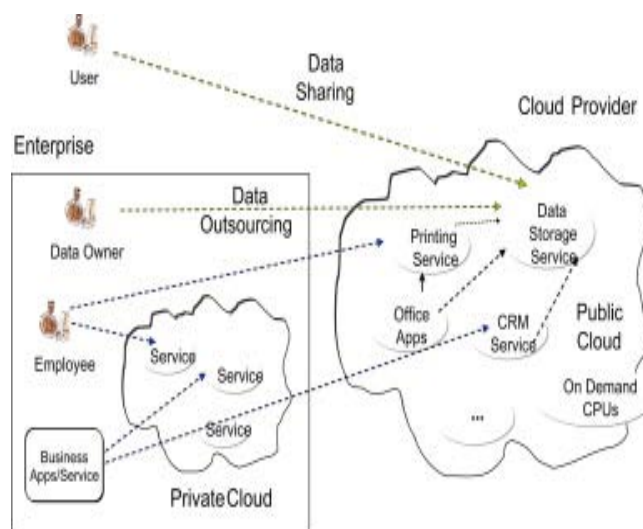 User
Data
Sharing
Cloud Provider
Enterprise
Data Owner
Data
Outsourcing
Printing
Service
Data
Storage
Service
Employee
Service
Service
Service
Office
Apps
CRM
Service
Public
Cloud
On Demand
CPUs
...
Business
Apps/Service
Private Cloud